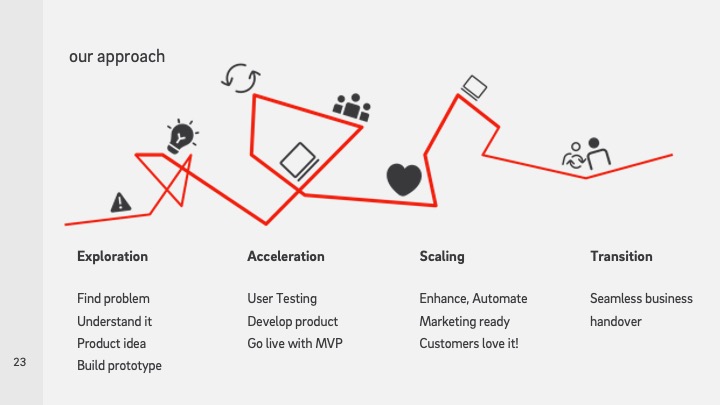 our approach
Exploration
Find problem
Understand it
Product idea
Build prototype
Acceleration
User Testing
Develop product
Go live with MVP
Scaling
Enhance, Automate
Marketing ready
Customers love it!
Transition
Seamless business
handover
23